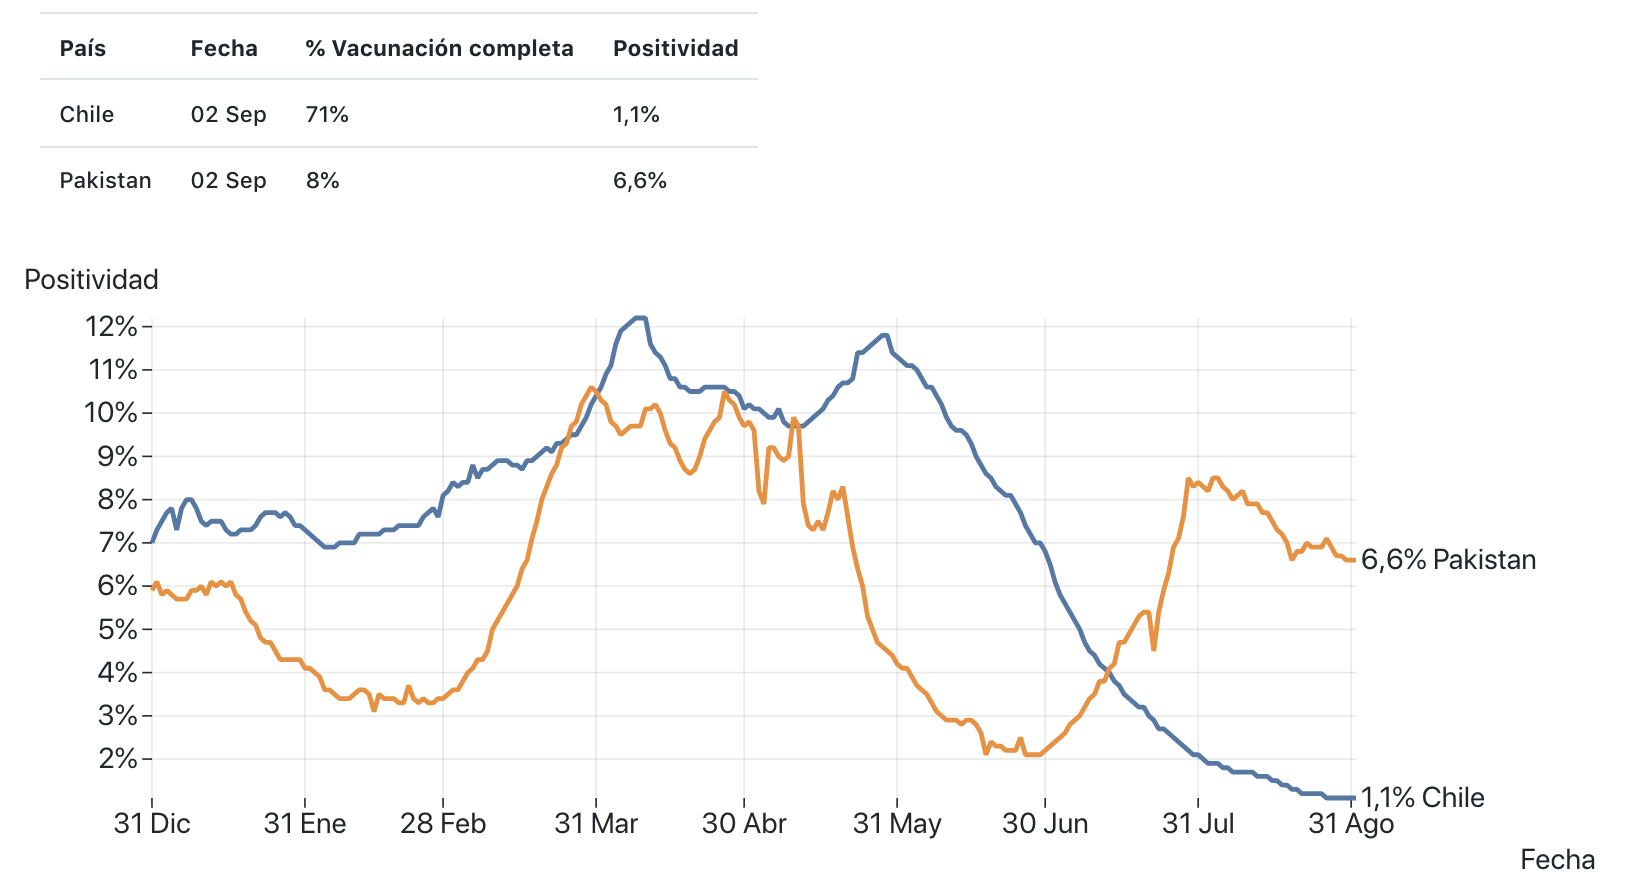 País Fecha % Vacunación completa Positividad
Chile 02 Sep 71% 1,1%
Pakistan 02 Sep 8% 6,6%
Positividad
12%
11%
10%
9%
8%
7%
6%
5%
4%
3%
2%
6,6% Pakistan
1,1% Chile
31 Dic 31 Ene 28 Feb 31 Mar 30 Abr 31 May 30 Jun 31 Jul 31 Ago
Fecha